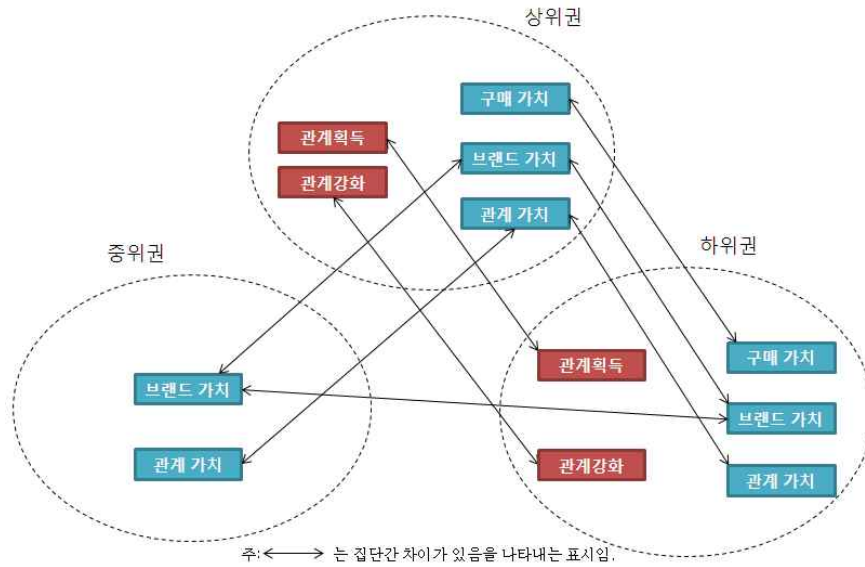 상위권
구매 가치
관계획득
브랜드 가치
관계강화
관계 가치
중위권
하위권
구매 가치
관계획득
브랜드 가치
브랜드 가치
관계 가치
관계강화
관계 가치
주: 는 집단간 차이가 있음을 나타내는 표시임.